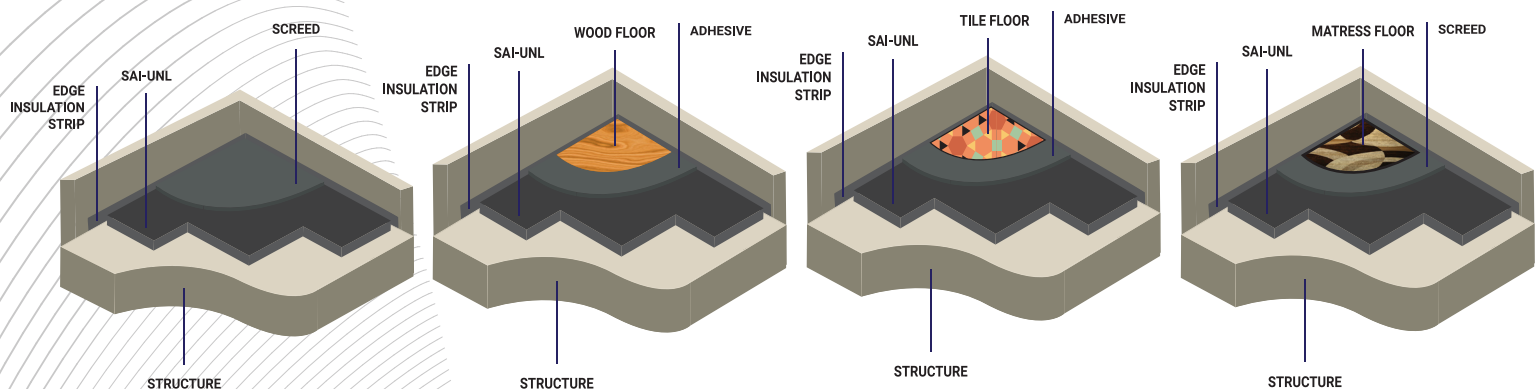 SCREED
SAI-UNL
EDGE
INSULATION
STRIP
STRUCTURE
WOOD FLOOR
ADHESIVE
SAI-UNL
EDGE
INSULATION
STRIP
STRUCTURE
TILE FLOOR
ADHESIVE
SAI-UNL
EDGE
INSULATION
STRIP
STRUCTURE
MATRESS FLOOR
SCREED
SAI-UNL
EDGE
INSULATION
STRIP
STRUCTURE